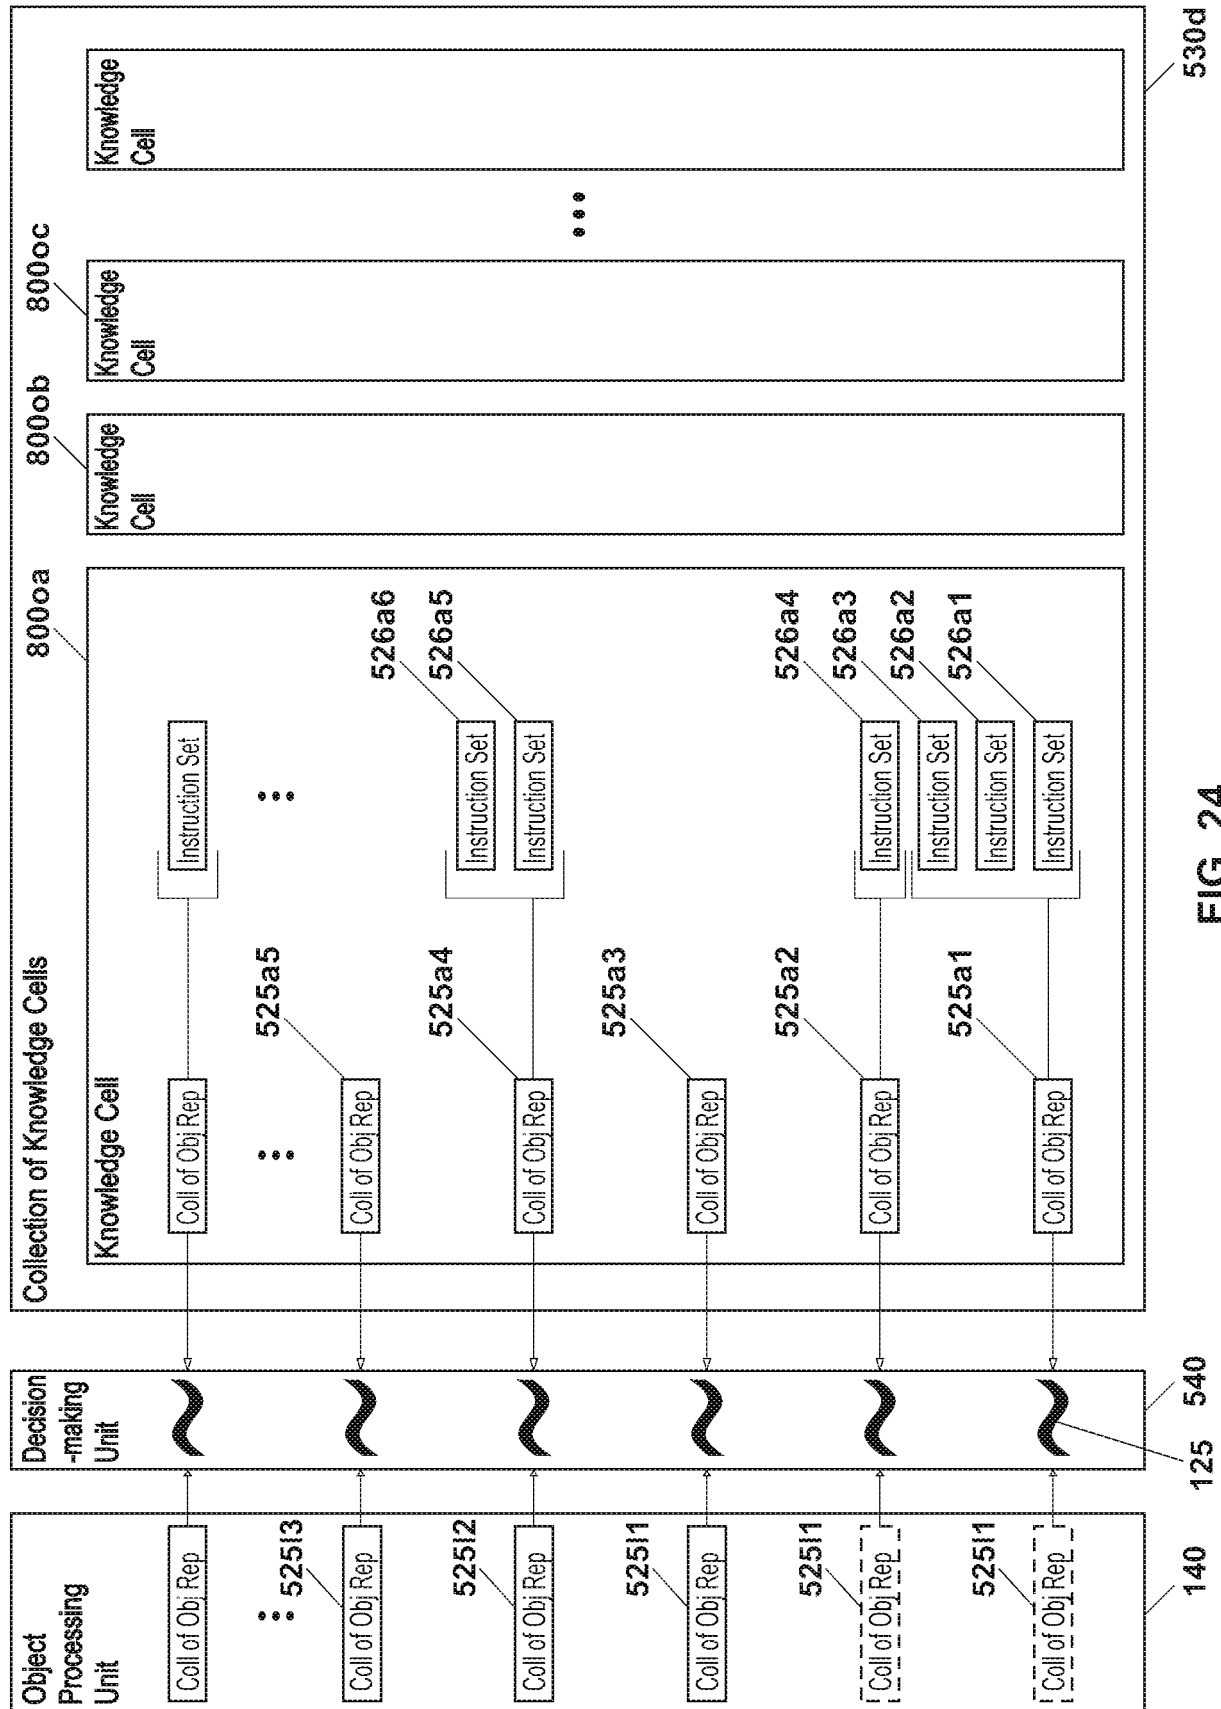 Object
Processing
Unit
Coll of Obj Rep
525l3
Coll of Obj Rep
525l2
Coll of Obj Rep
525l1
Coll of Obj Rep
525l1
Coll of Obj Rep
525l1
Coll of Obj Rep
140
Decision
-making
Unit
125
540
Collection of Knowledge Cells
Knowledge Cell
800oa
Coll of Obj Rep
Instruction Set
525a5
Coll of Obj Rep
525a4
Coll of Obj Rep
526a6
Instruction Set
526a5
Instruction Set
525a3
Coll of Obj Rep
525a2
Coll of Obj Rep
526a4
Instruction Set
526a3
Instruction Set
526a2
Instruction Set
525a1
Coll of Obj Rep
526a1
Instruction Set
800ob
Knowledge
Cell
800oc
Knowledge
Cell
Knowledge
Cell
530d
FIG. 24